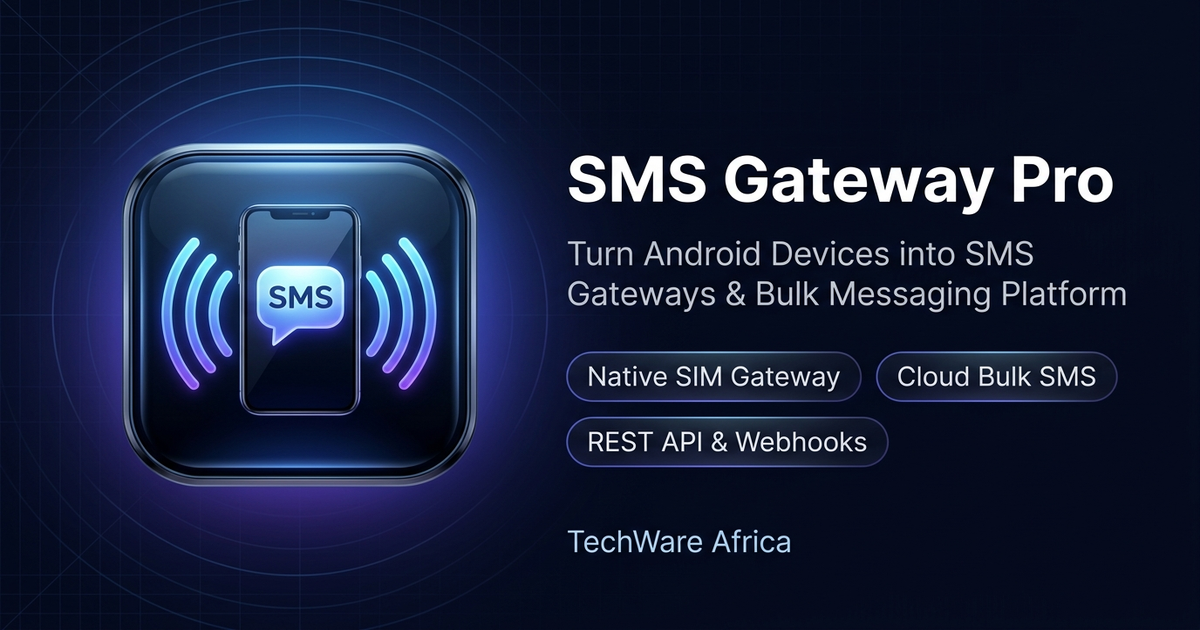 SMS
SMS Gateway Pro
Turn Android Devices into SMS
Gateways & Bulk Messaging Platform
Native SIM Gateway
Cloud Bulk SMS
REST API & Webhooks
TechWare Africa